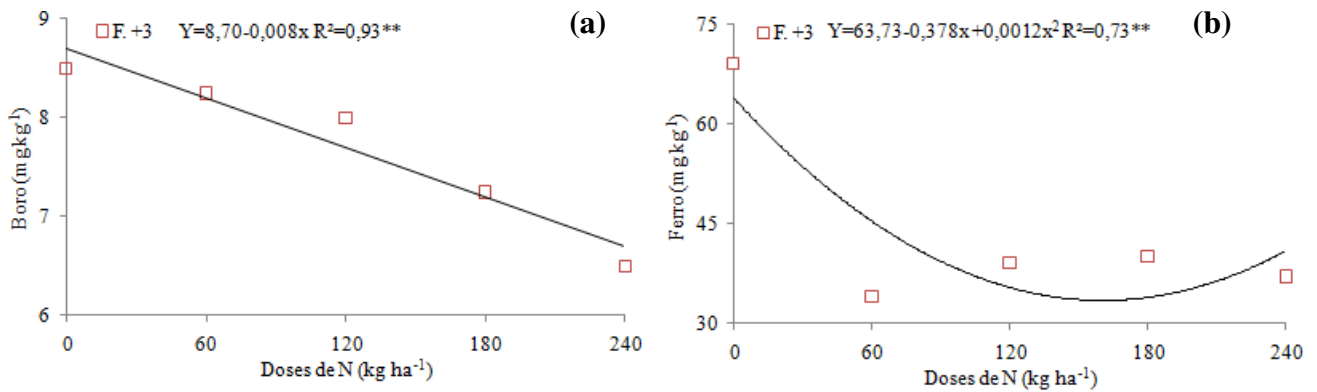 (a)
F. +3 Y=8,70-0,008x R²=0,93**
Boro (mg kg⁻¹)
9
8
7
6
0 60 120 180 240
Doses de N (kg ha⁻¹)
(b)
F. +3 Y=63,73-0,378x+0,0012x² R²=0,73**
Ferro (mg kg⁻¹)
75
60
45
30
0 60 120 180 240
Doses de N (kg ha⁻¹)